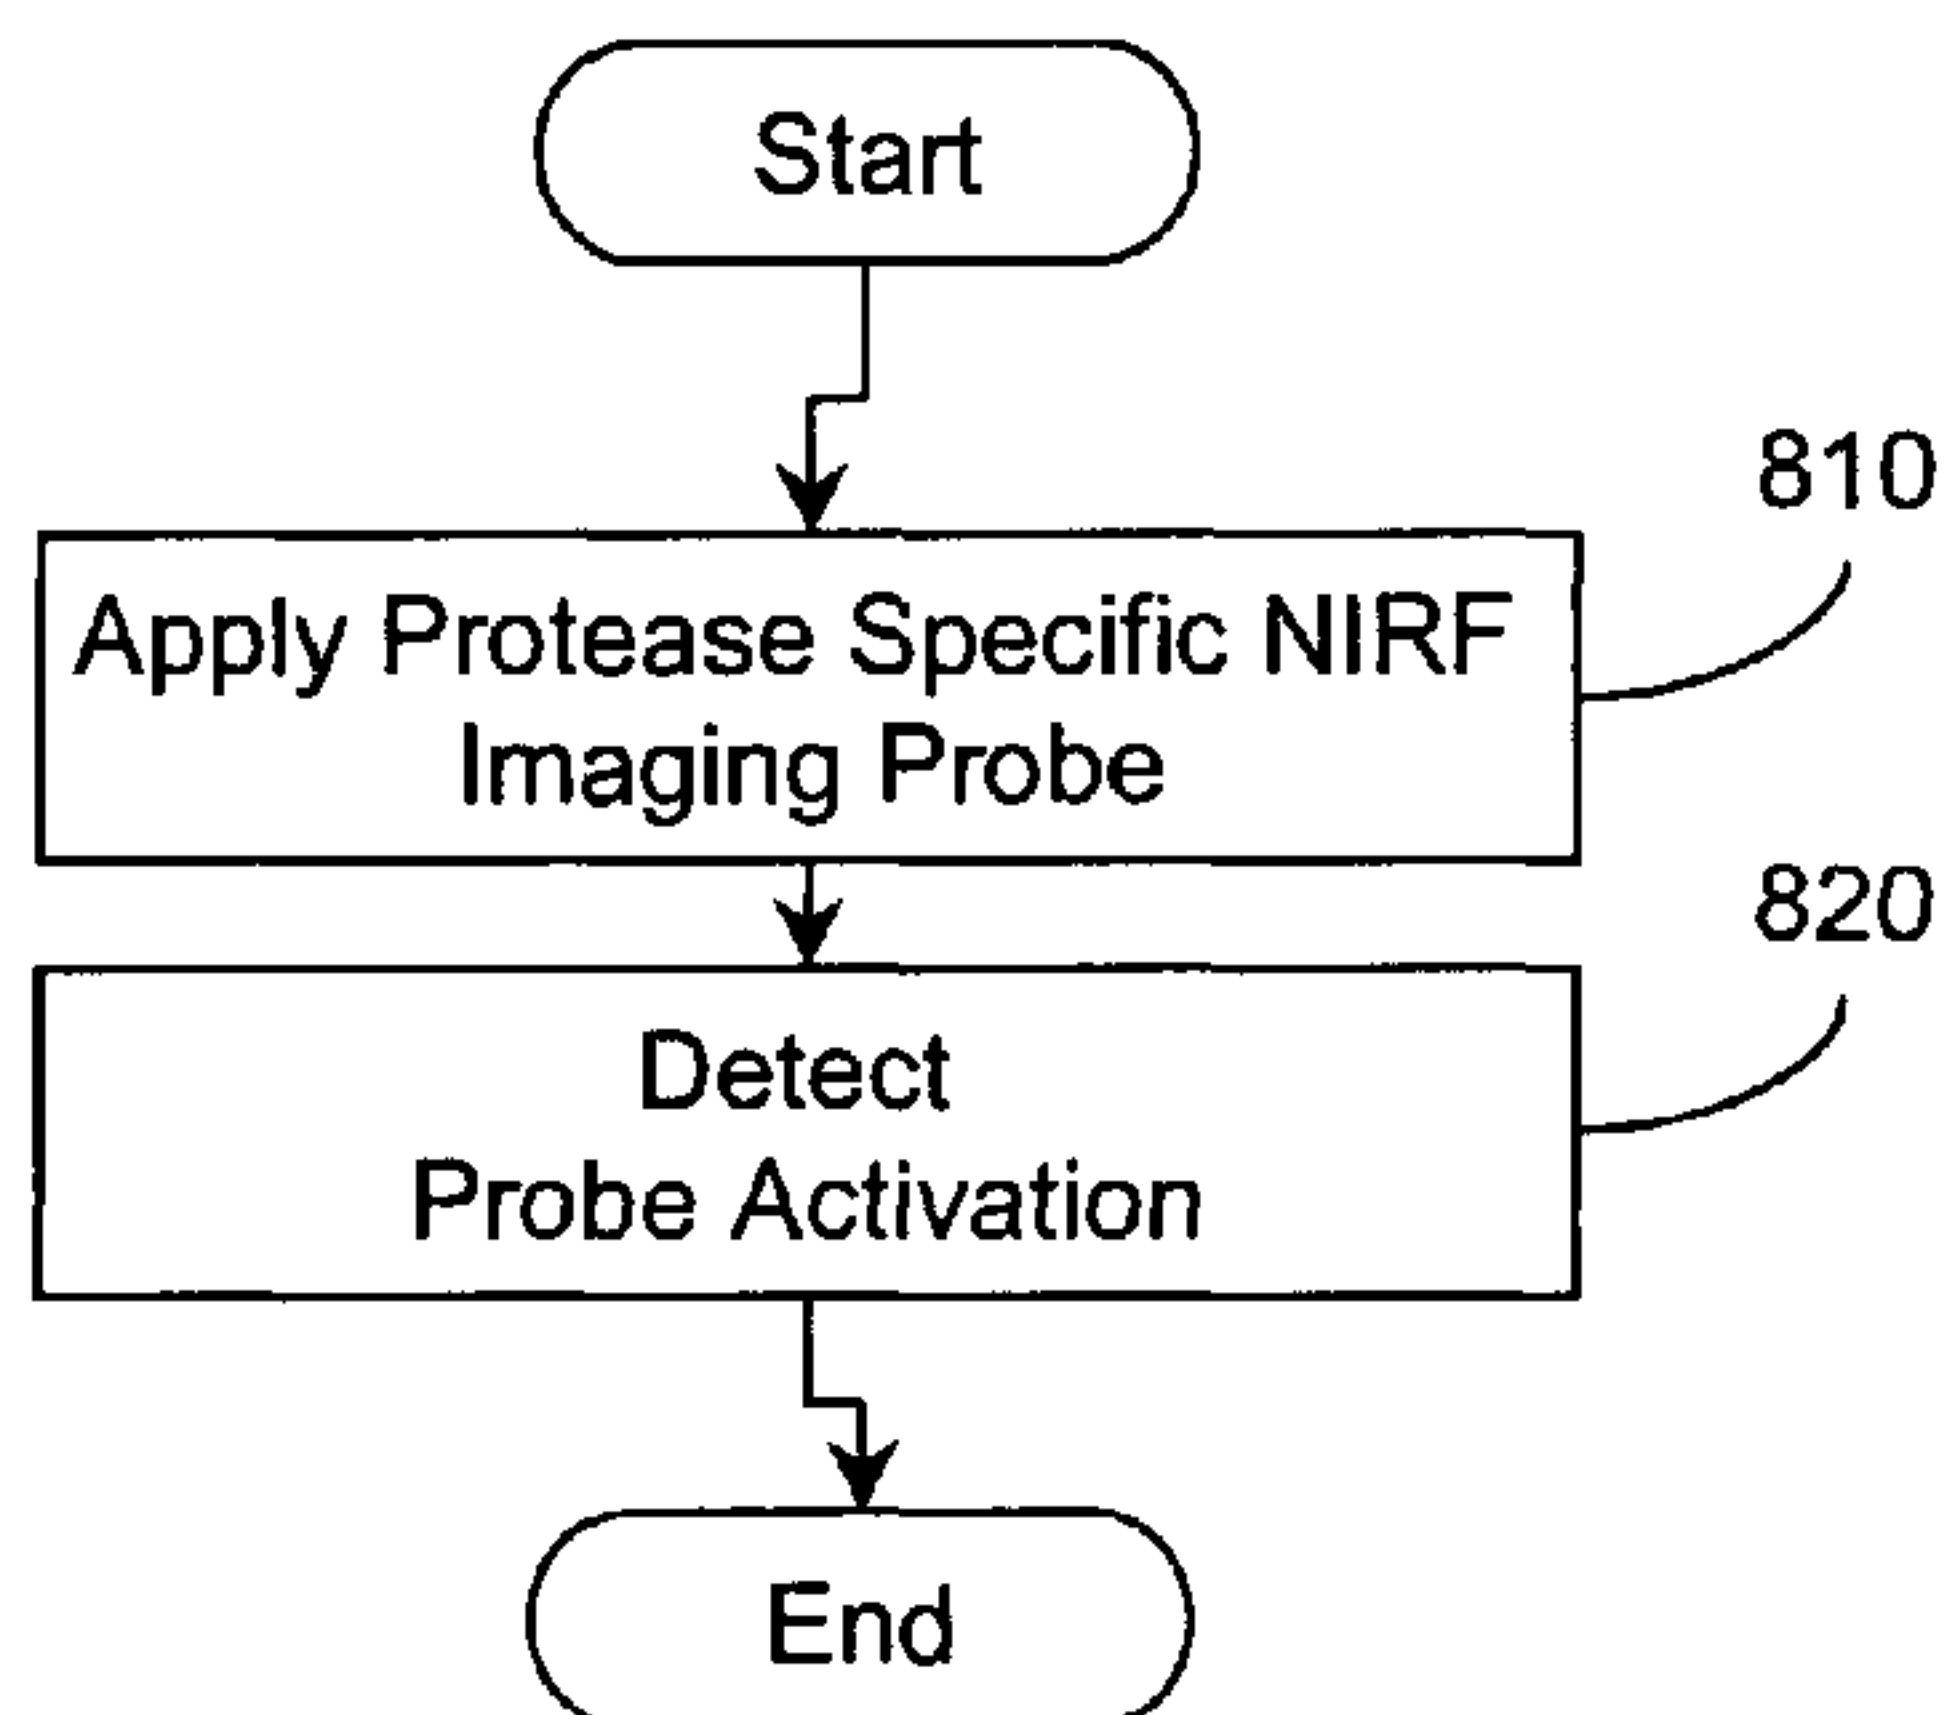 Start
810
Apply Protease Specific NIRF
Imaging Probe
820
Detect
Probe Activation
End